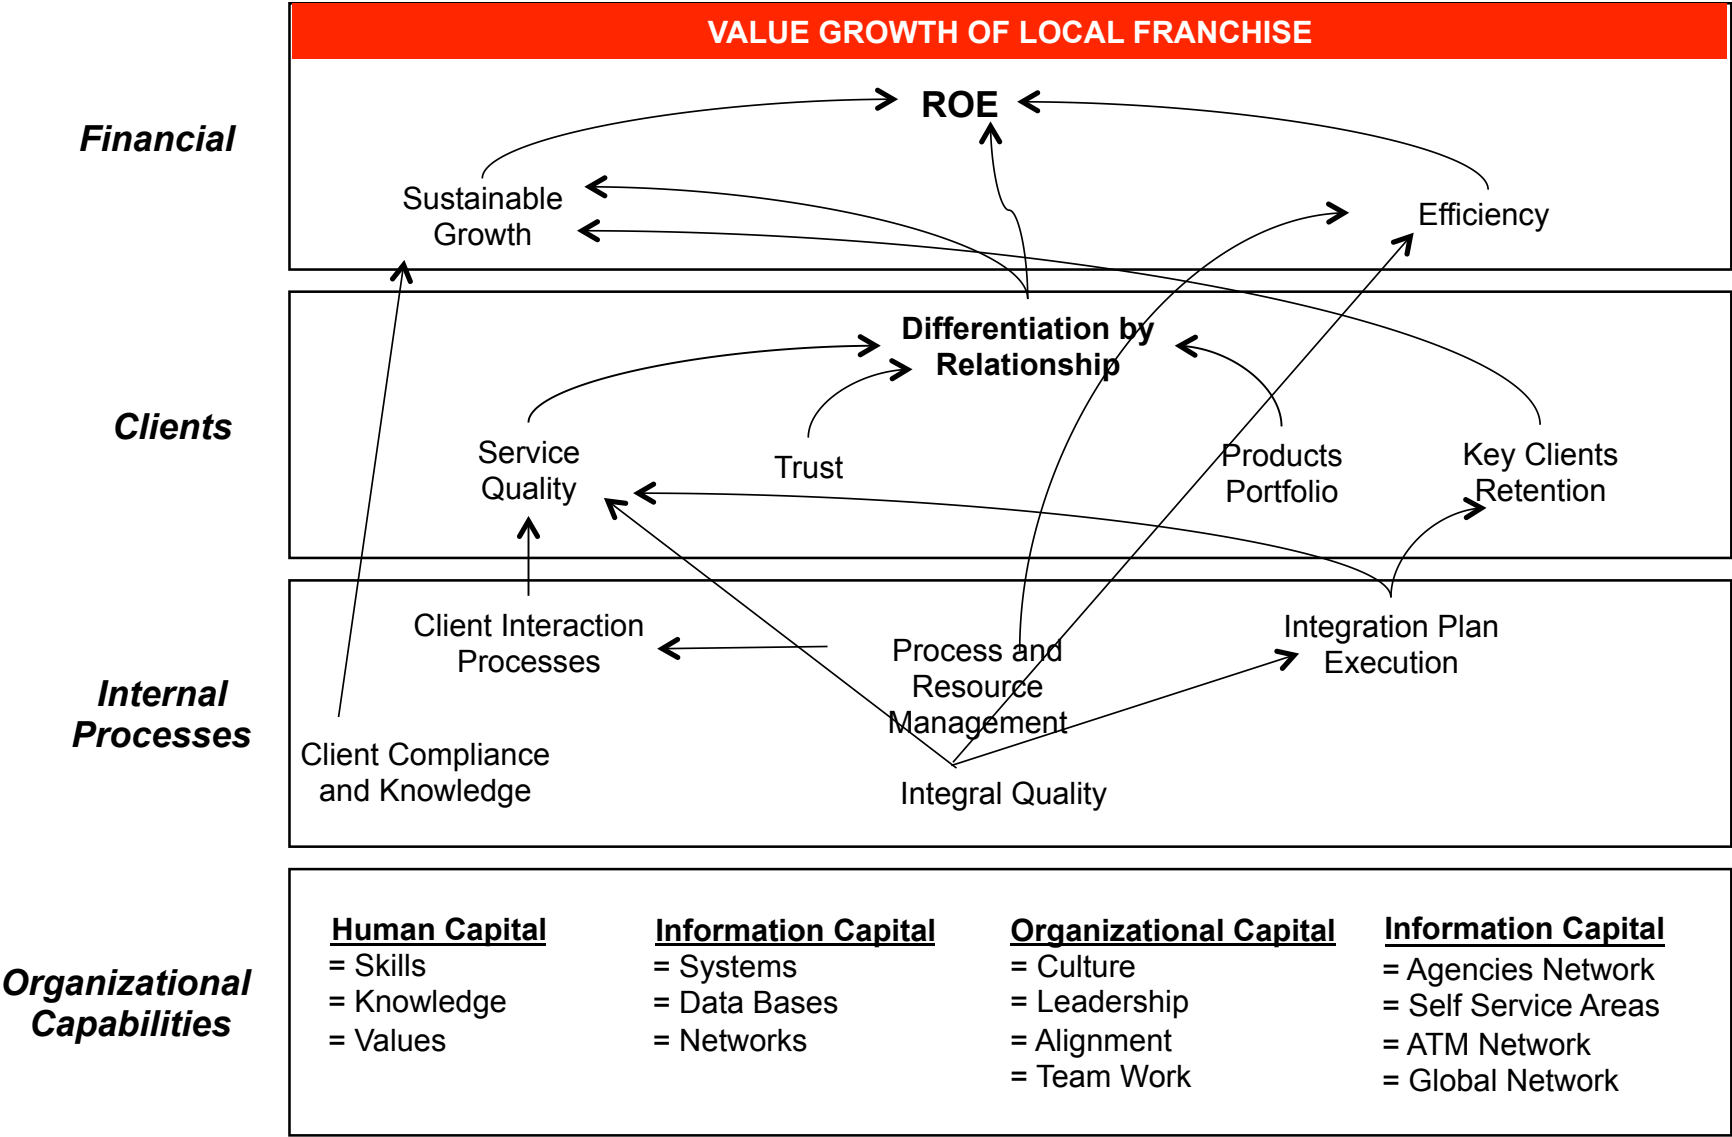 VALUE GROWTH OF LOCAL FRANCHISE
Financial
ROE
Sustainable
Growth
Efficiency
Clients
Differentiation by
Relationship
Service
Quality
Trust
Products
Portfolio
Key Clients
Retention
Internal
Processes
Client Interaction
Processes
Process and
Resource
Management
Integration Plan
Execution
Client Compliance
and Knowledge
Integral Quality
Organizational
Capabilities
Human Capital
= Skills
= Knowledge
= Values
Information Capital
= Systems
= Data Bases
= Networks
Organizational Capital
= Culture
= Leadership
= Alignment
= Team Work
Information Capital
= Agencies Network
= Self Service Areas
= ATM Network
= Global Network